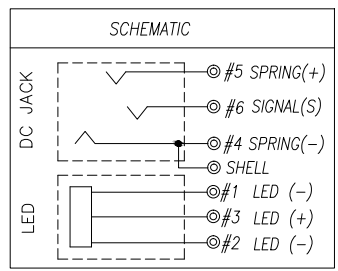 SCHEMATIC
DC JACK
#5 SPRING(+)
#6 SIGNAL(S)
#4 SPRING(-)
SHELL
LED
#1 LED (-)
#3 LED (+)
#2 LED (-)